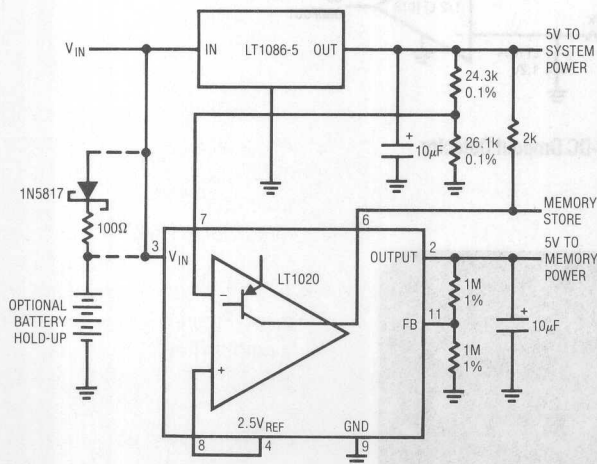 V_IN
IN
LT1086-5
OUT
5V TO
SYSTEM
POWER
24.3k
0.1%
26.1k
0.1%
2k
+
10µF
1N5817
100Ω
MEMORY
STORE
7
6
3
V_IN
LT1020
OUTPUT
2
5V TO
MEMORY
POWER
−
+
1M
1%
FB
11
1M
1%
+
10µF
OPTIONAL
BATTERY
HOLD-UP
2.5V_REF
GND
8
4
9